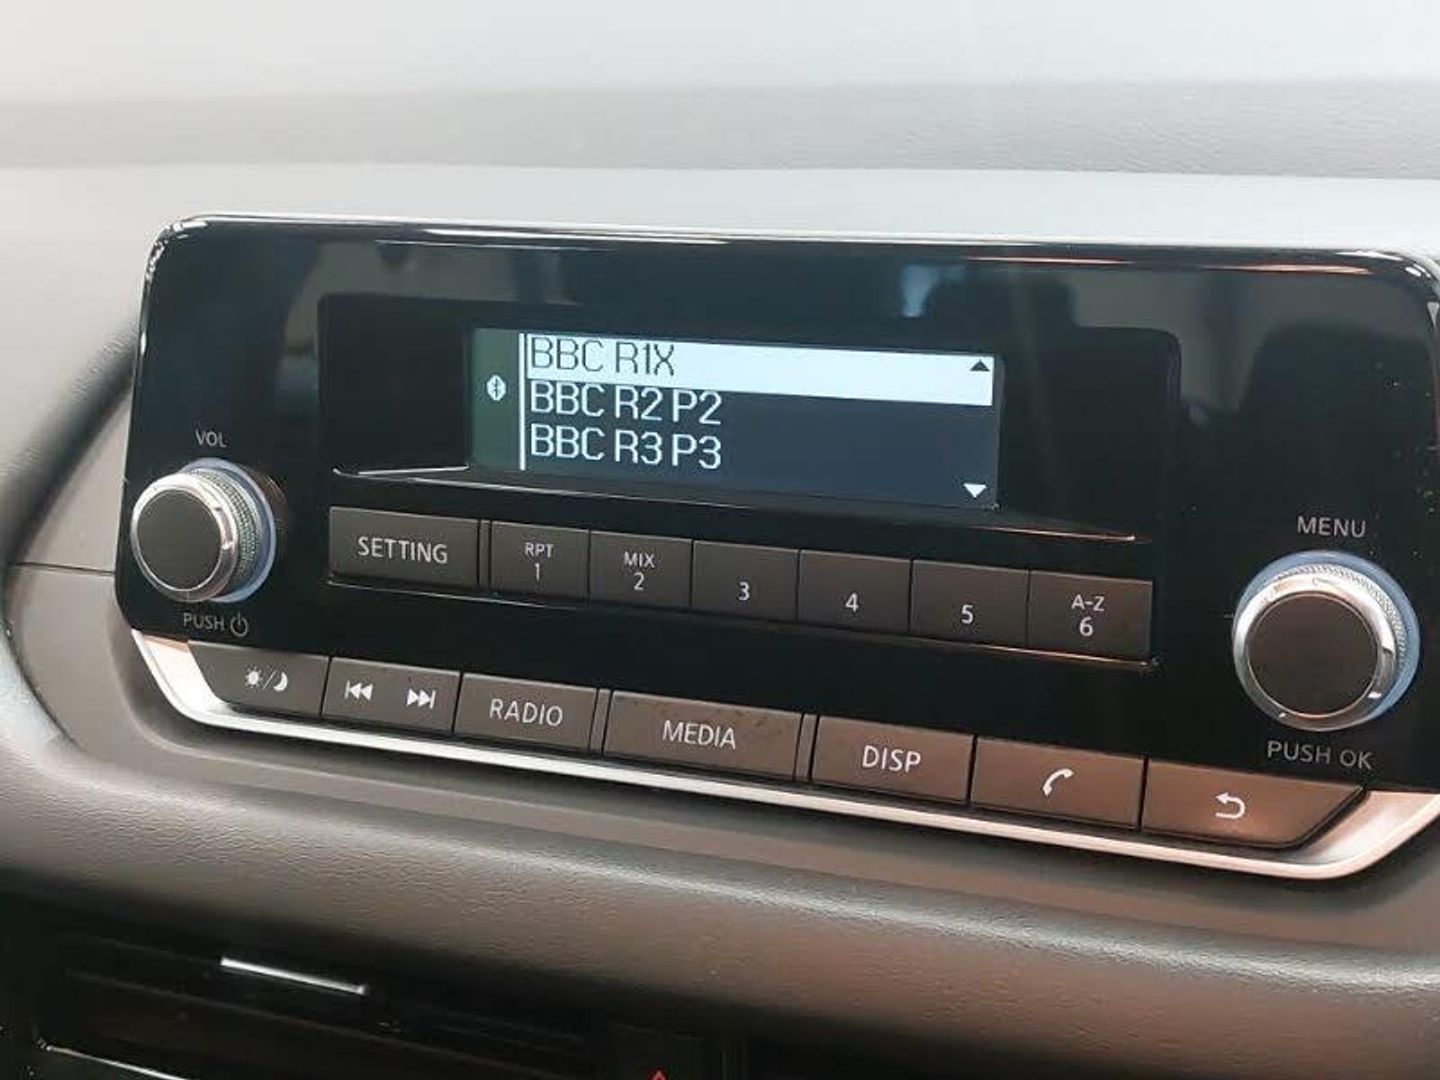 BBC R1X
BBC R2 P2
BBC R3 P3
VOL
PUSH
MENU
PUSH OK
SETTING
RPT
1
MIX
2
3
4
5
A-Z
6
RADIO
MEDIA
DISP